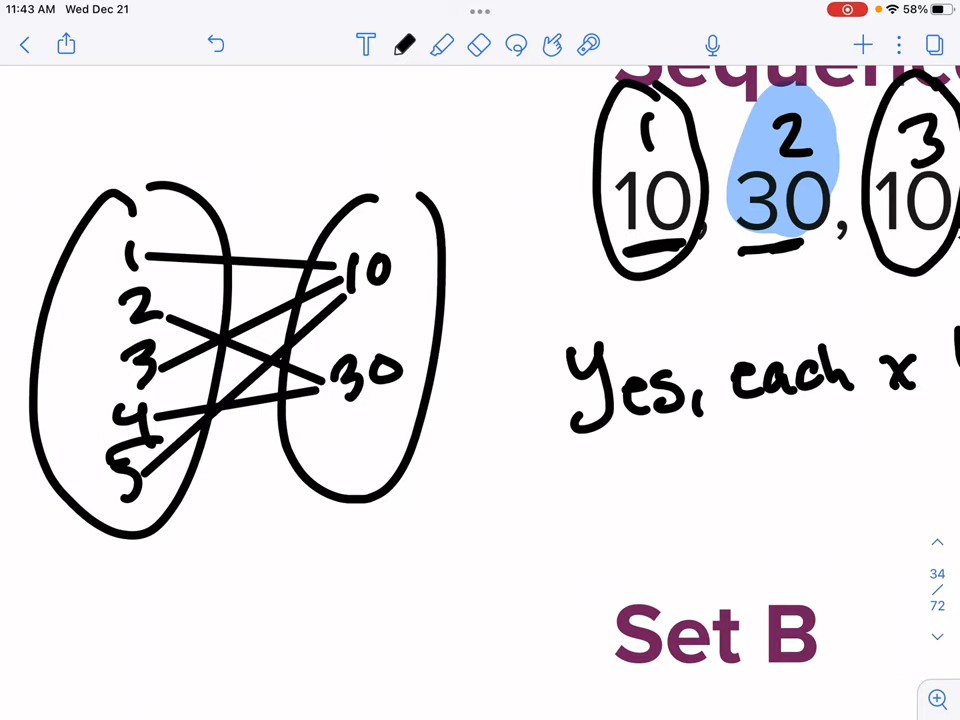 11:43 AM Wed Dec 21
58%
T
1 2 3
10, 30, 10
1 10
2
3
30
4
5
Yes, each x
34
/
72
Set B